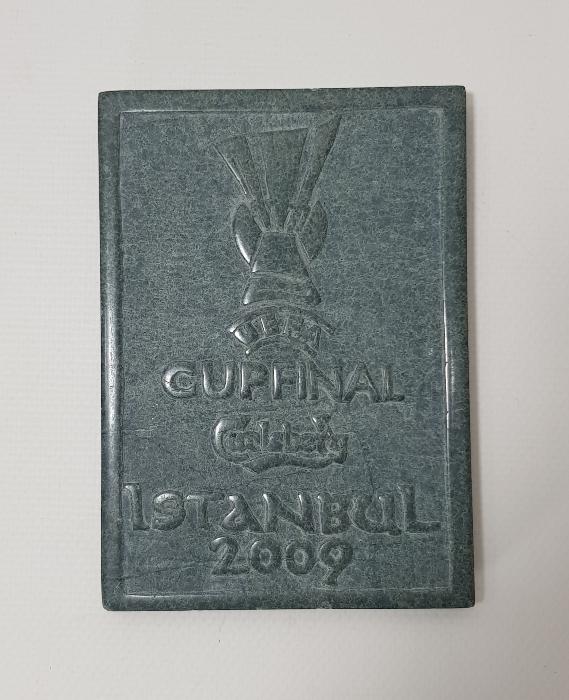 UEFA
CUP FINAL
Carlsberg
ISTANBUL
2009